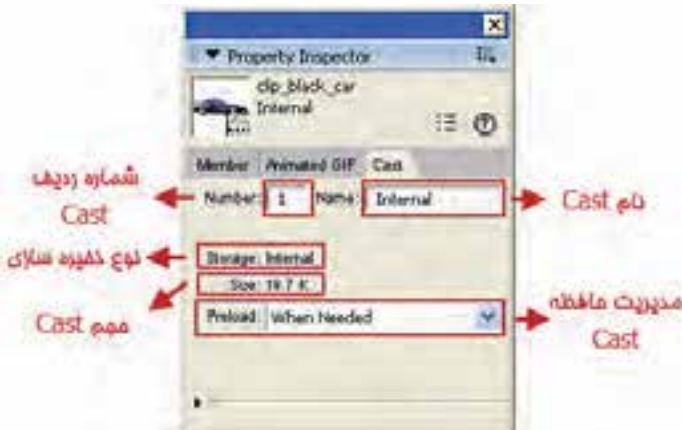 Property Inspector
clip_black_car
Internal
Member Animated GIF Cast
Number: 1 Name: Internal
Storage: Internal
Size: 19.7 K
Preload: When Needed
شماره ردیف
Cast
نوع ذخیره سازی
حجم Cast
نام Cast
مدیریت حافظه
Cast